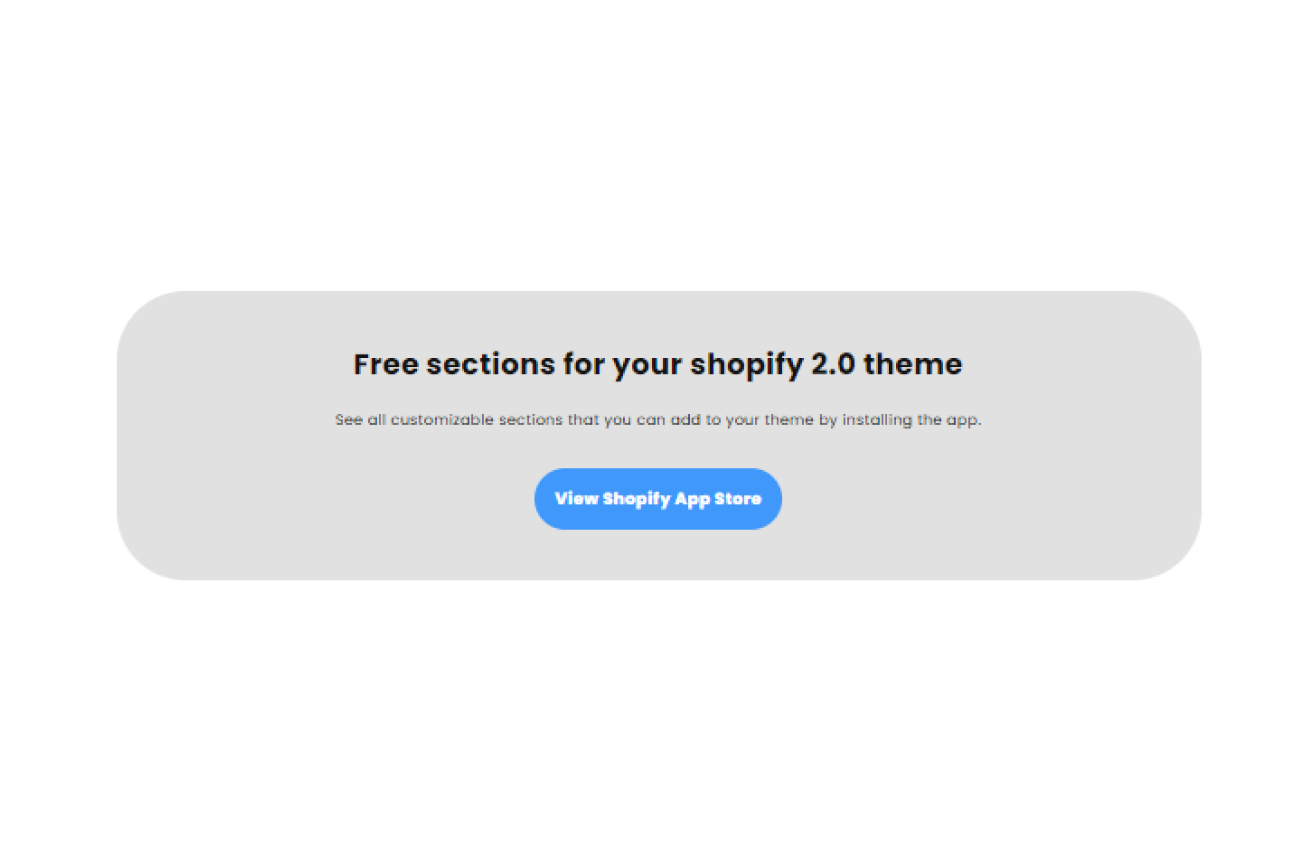 Free sections for your shopify 2.0 theme
See all customizable sections that you can add to your theme by installing the app.
View Shopify App Store